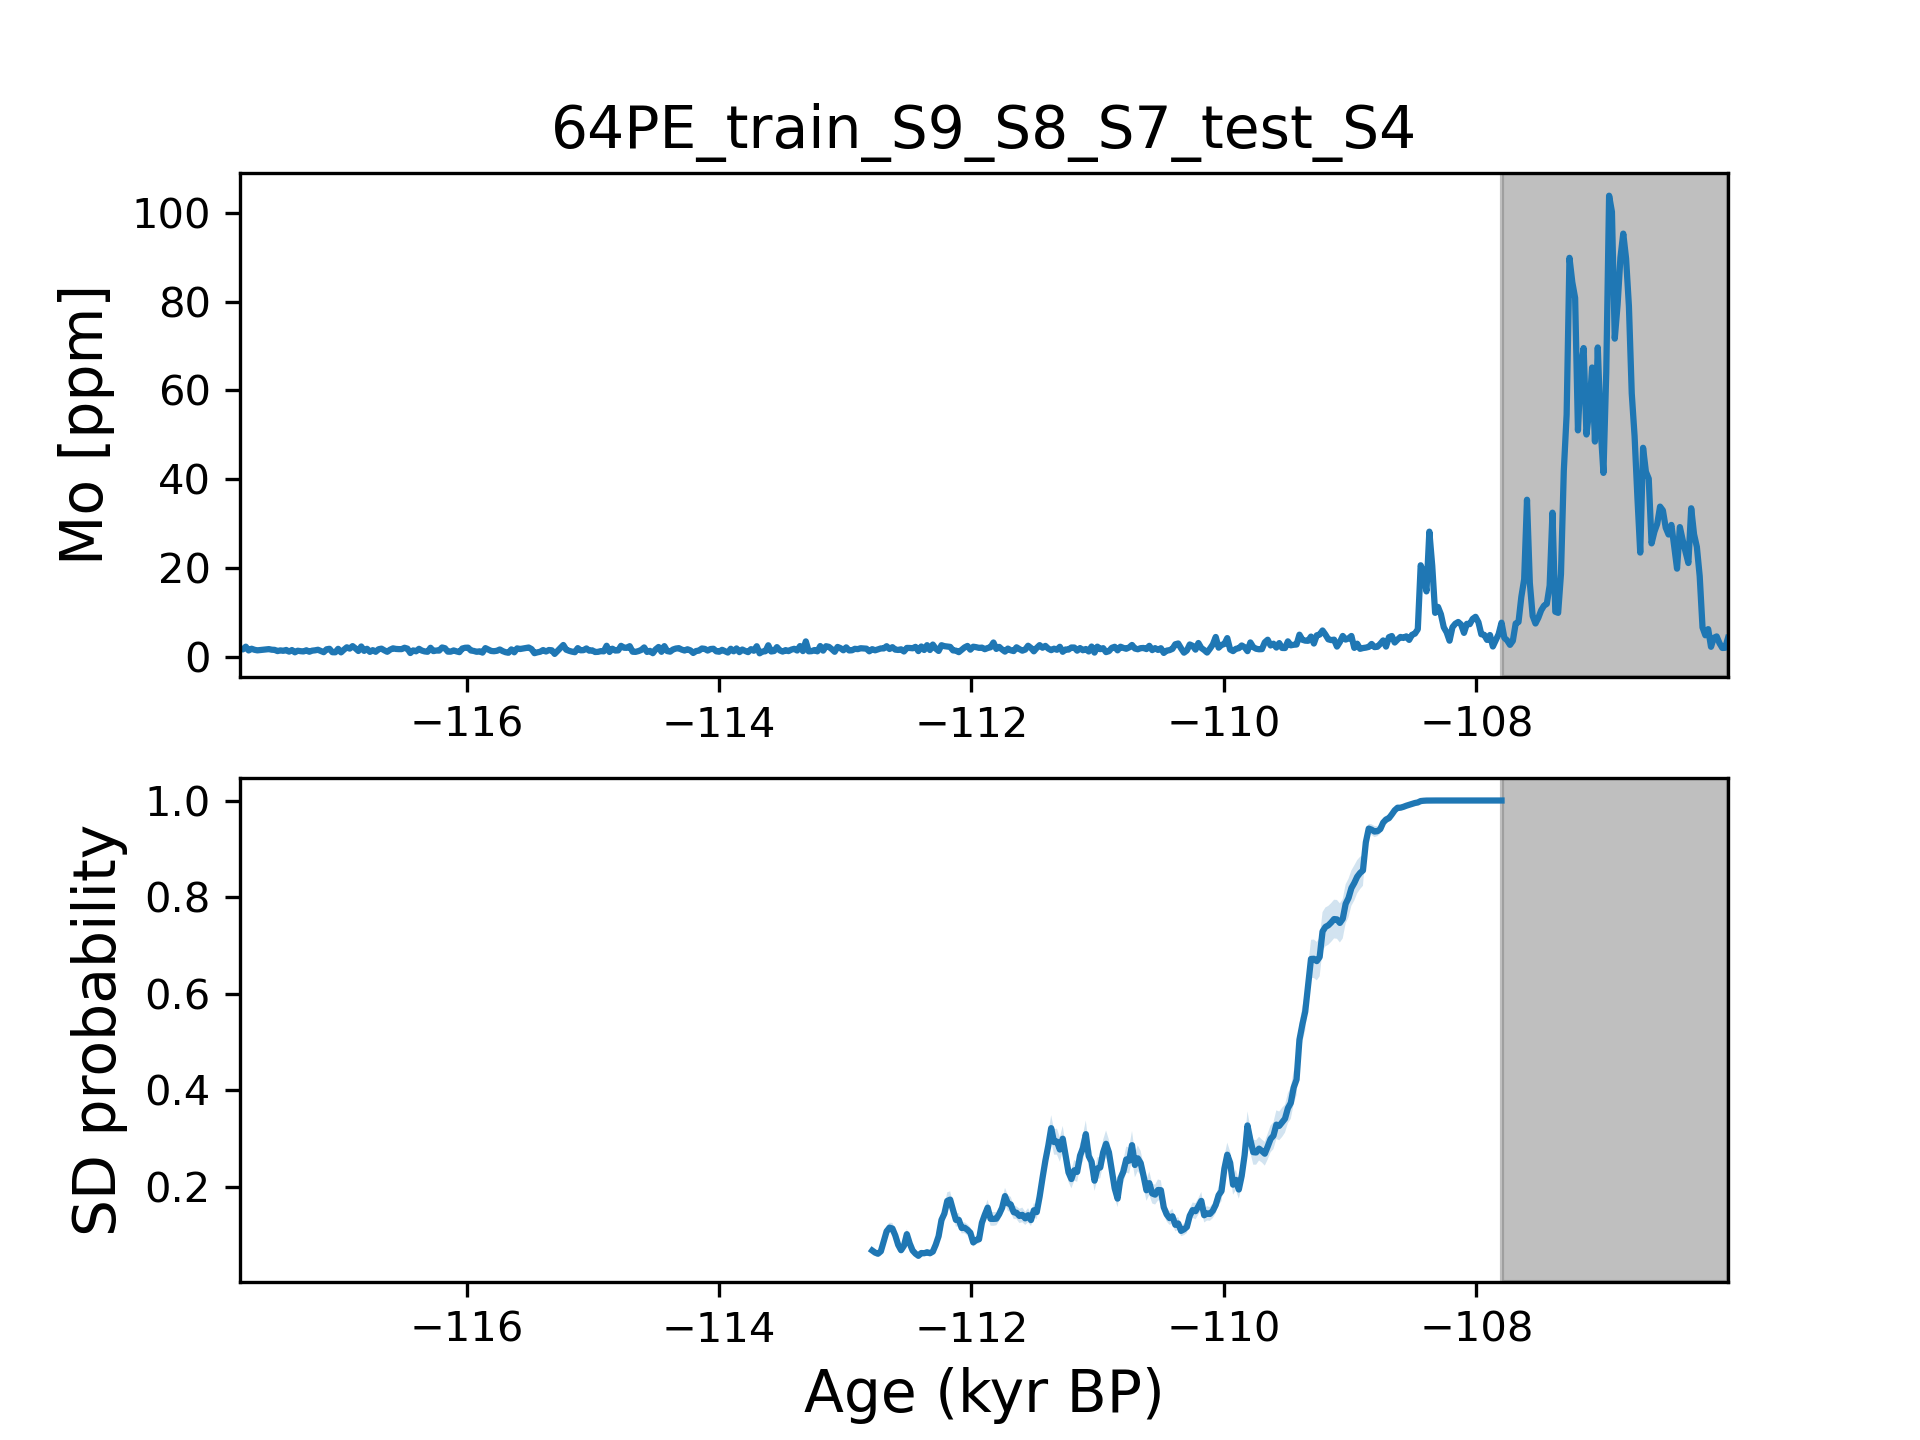 64PE_train_S9_S8_S7_test_S4
Mo [ppm]
100
80
60
40
20
0
−116 −114 −112 −110 −108
SD probability
1.0
0.8
0.6
0.4
0.2
−116 −114 −112 −110 −108
Age (kyr BP)